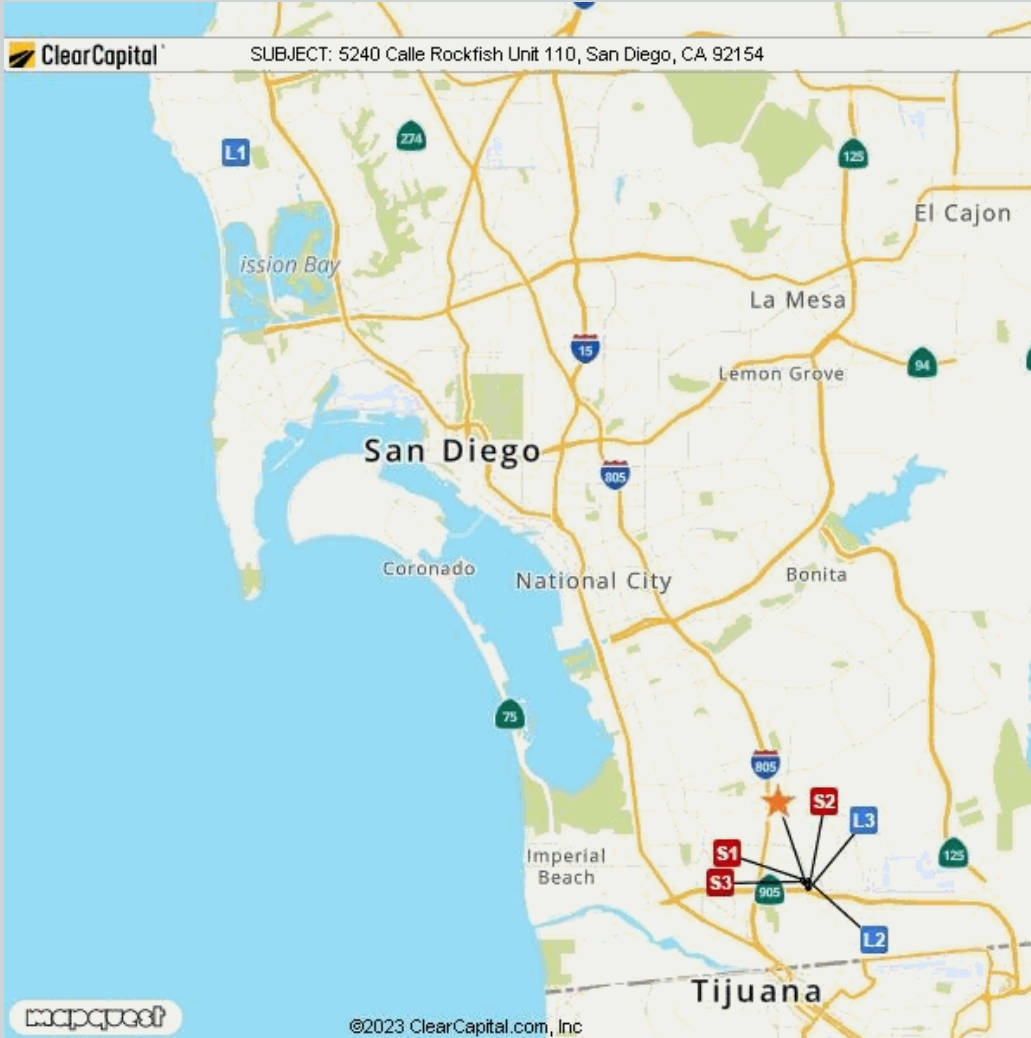 ClearCapital
SUBJECT: 5240 Calle Rockfish Unit 110, San Diego, CA 92154
L1
274
125
El Cajon
ission Bay
La Mesa
15
Lemon Grove
94
San Diego
805
Coronado
National City
Bonita
75
805
S2
L3
S1
Imperial
Beach
125
S3
905
L2
Tijuana
mapquest
©2023 ClearCapital.com, Inc